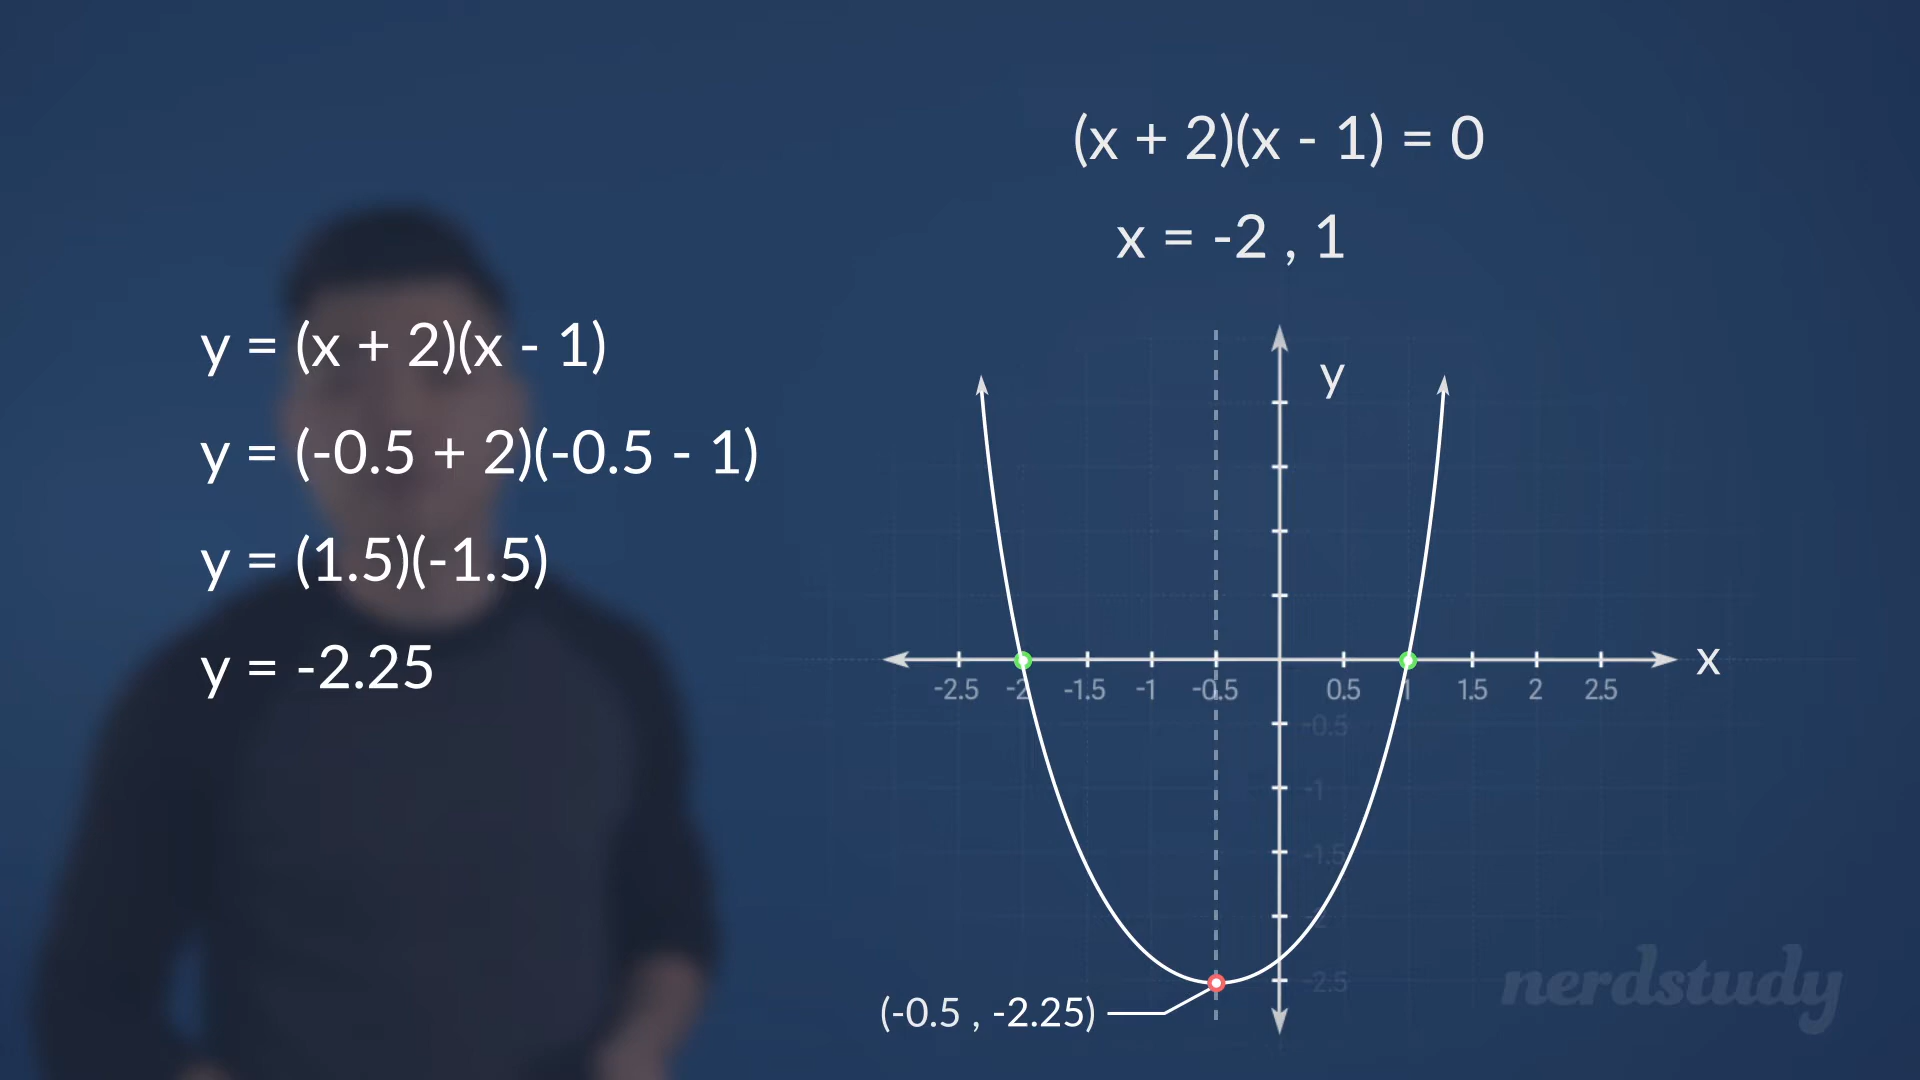 (x + 2)(x - 1) = 0
x = -2 , 1
y = (x + 2)(x - 1)
y = (-0.5 + 2)(-0.5 - 1)
y = (1.5)(-1.5)
y = -2.25
y
x
-2.5 -2 -1.5 -1 -0.5 0.5 1 1.5 2 2.5
-0.5
-1
-1.5
-2
-2.5
(-0.5 , -2.25)
nerdstudy